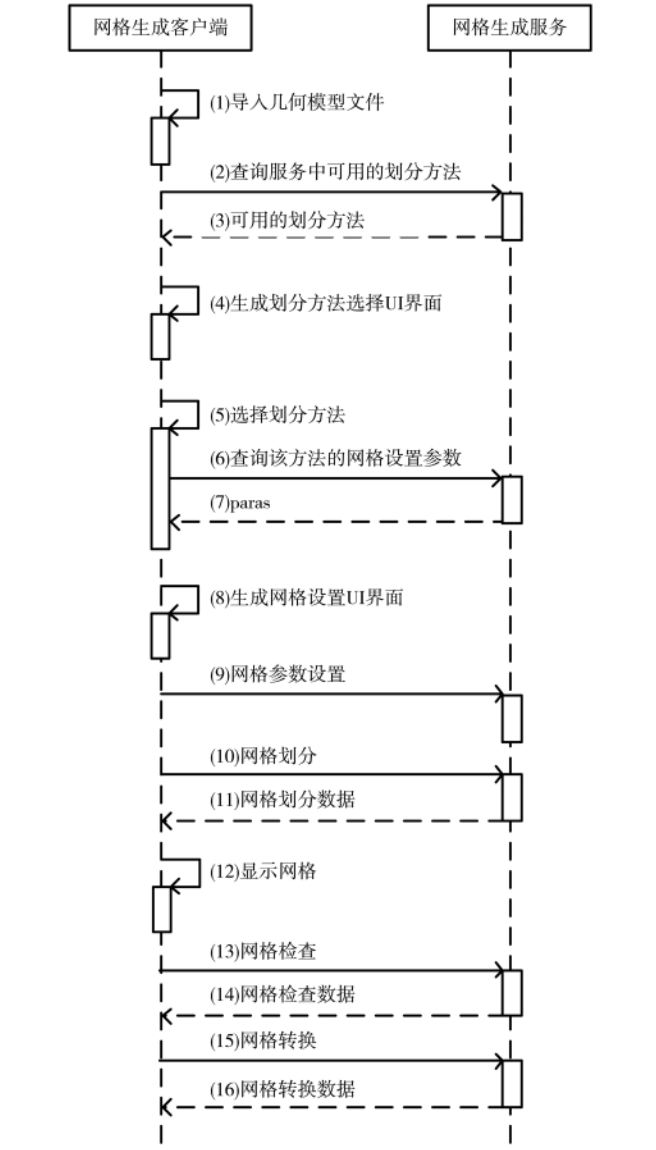 网格生成客户端
网格生成服务
(1)导入几何模型文件
(2)查询服务中可用的划分方法
(3)可用的划分方法
(4)生成划分方法选择UI界面
(5)选择划分方法
(6)查询该方法的网格设置参数
(7)paras
(8)生成网格设置UI界面
(9)网格参数设置
(10)网格划分
(11)网格划分数据
(12)显示网格
(13)网格检查
(14)网格检查数据
(15)网格转换
(16)网格转换数据